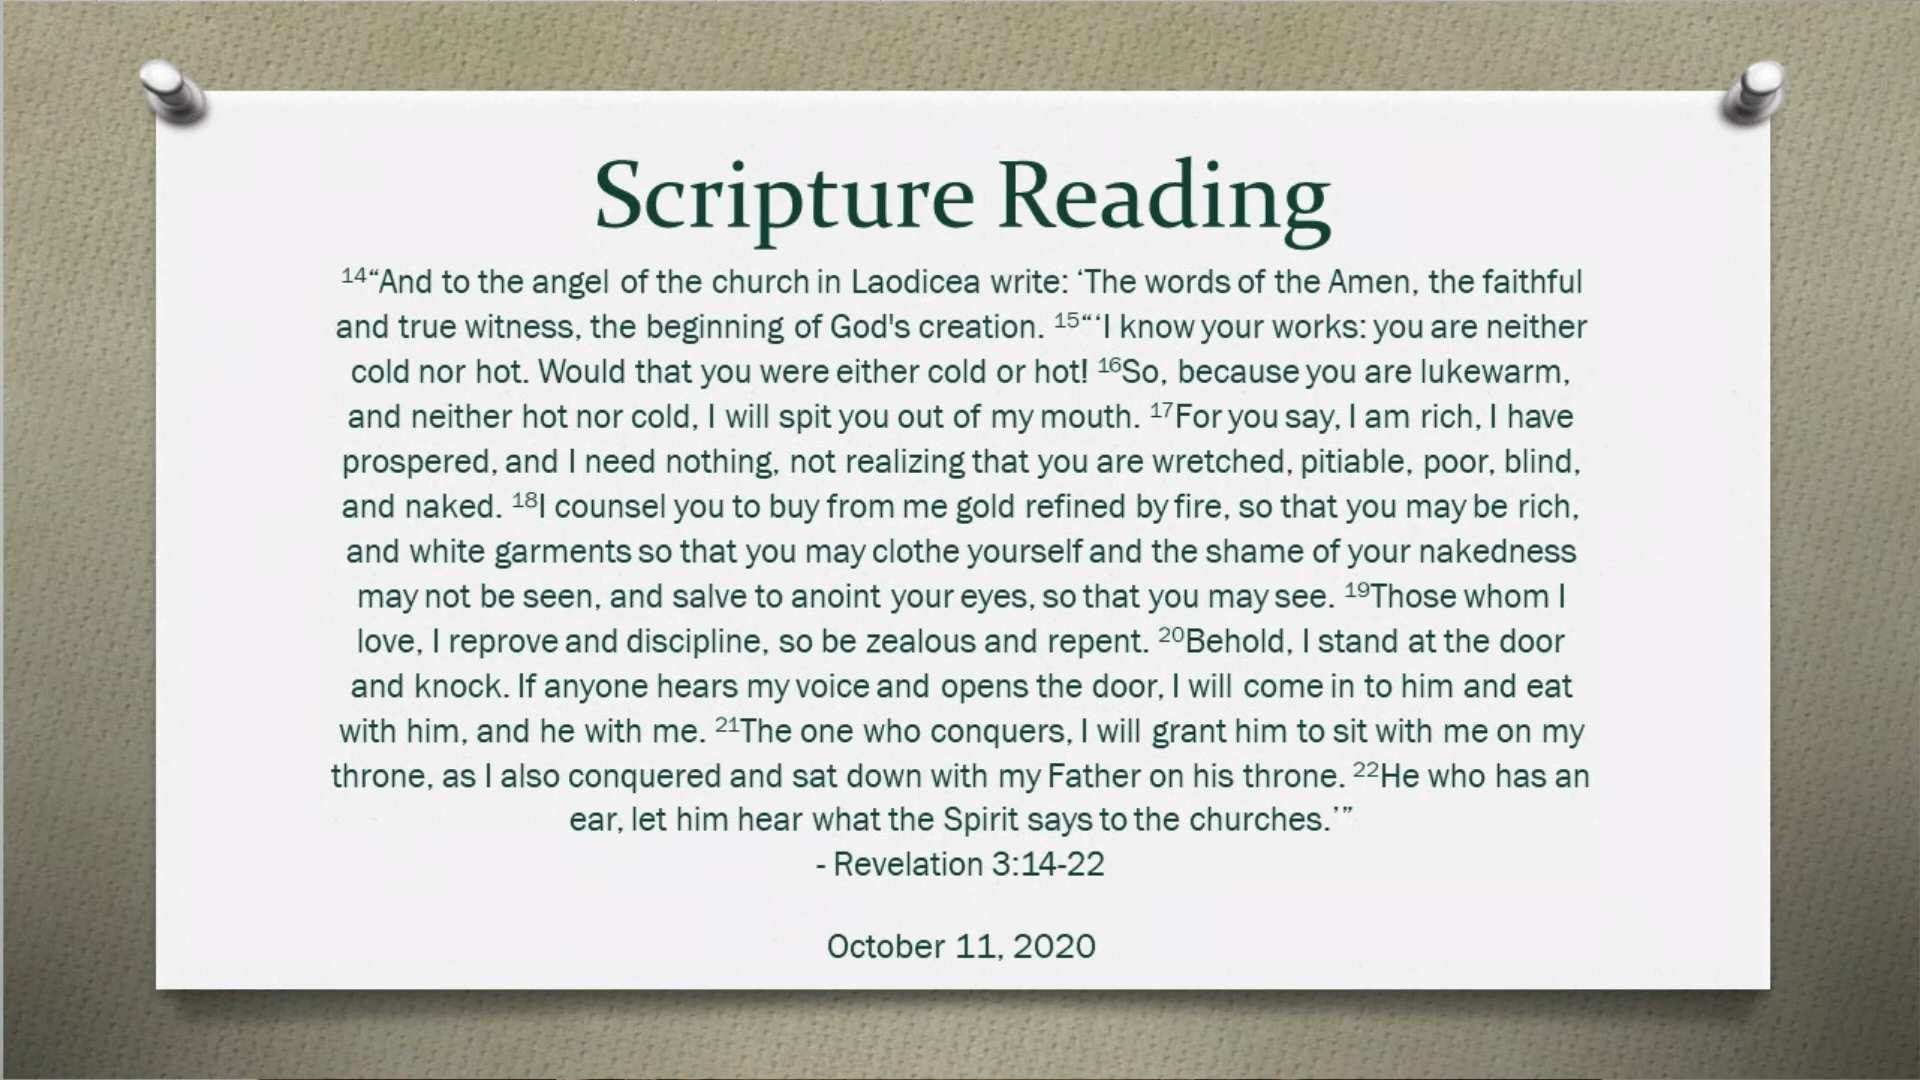 Scripture Reading
14“And to the angel of the church in Laodicea write: ‘The words of the Amen, the faithful
and true witness, the beginning of God's creation. 15“‘I know your works: you are neither
cold nor hot. Would that you were either cold or hot! 16So, because you are lukewarm,
and neither hot nor cold, I will spit you out of my mouth. 17For you say, I am rich, I have
prospered, and I need nothing, not realizing that you are wretched, pitiable, poor, blind,
and naked. 18I counsel you to buy from me gold refined by fire, so that you may be rich,
and white garments so that you may clothe yourself and the shame of your nakedness
may not be seen, and salve to anoint your eyes, so that you may see. 19Those whom I
love, I reprove and discipline, so be zealous and repent. 20Behold, I stand at the door
and knock. If anyone hears my voice and opens the door, I will come in to him and eat
with him, and he with me. 21The one who conquers, I will grant him to sit with me on my
throne, as I also conquered and sat down with my Father on his throne. 22He who has an
ear, let him hear what the Spirit says to the churches.’”
- Revelation 3:14-22
October 11, 2020